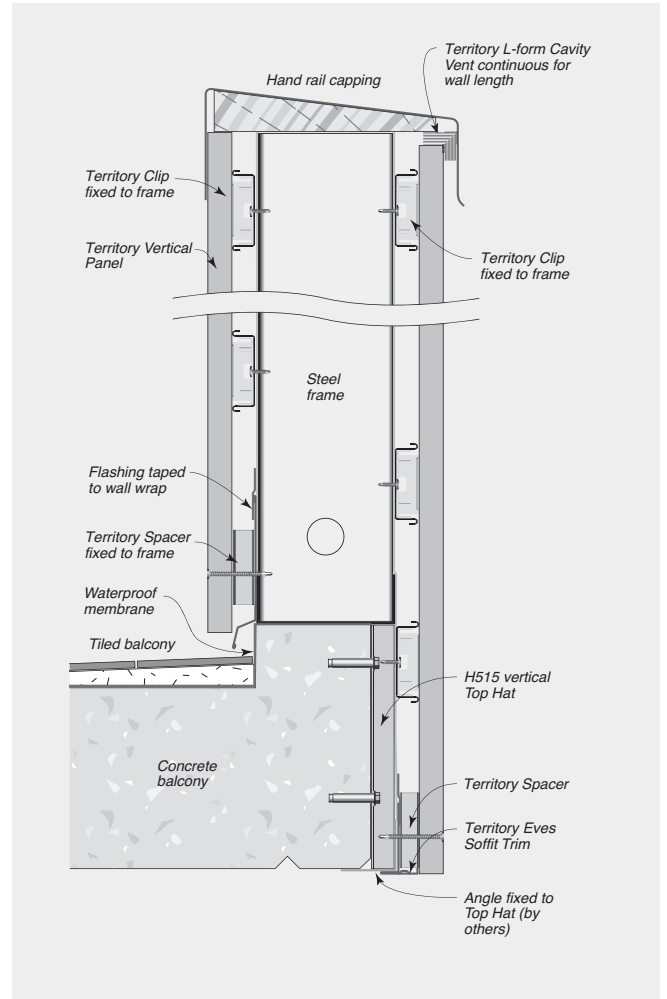 Territory L-form Cavity
Vent continuous for
wall length
Hand rail capping
Territory Clip
fixed to frame
Territory Vertical
Panel
Territory Clip
fixed to frame
Steel
frame
Flashing taped
to wall wrap
Territory Spacer
fixed to frame
Waterproof
membrane
Tiled balcony
H515 vertical
Top Hat
Concrete
balcony
Territory Spacer
Territory Eves
Soffit Trim
Angle fixed to
Top Hat (by
others)